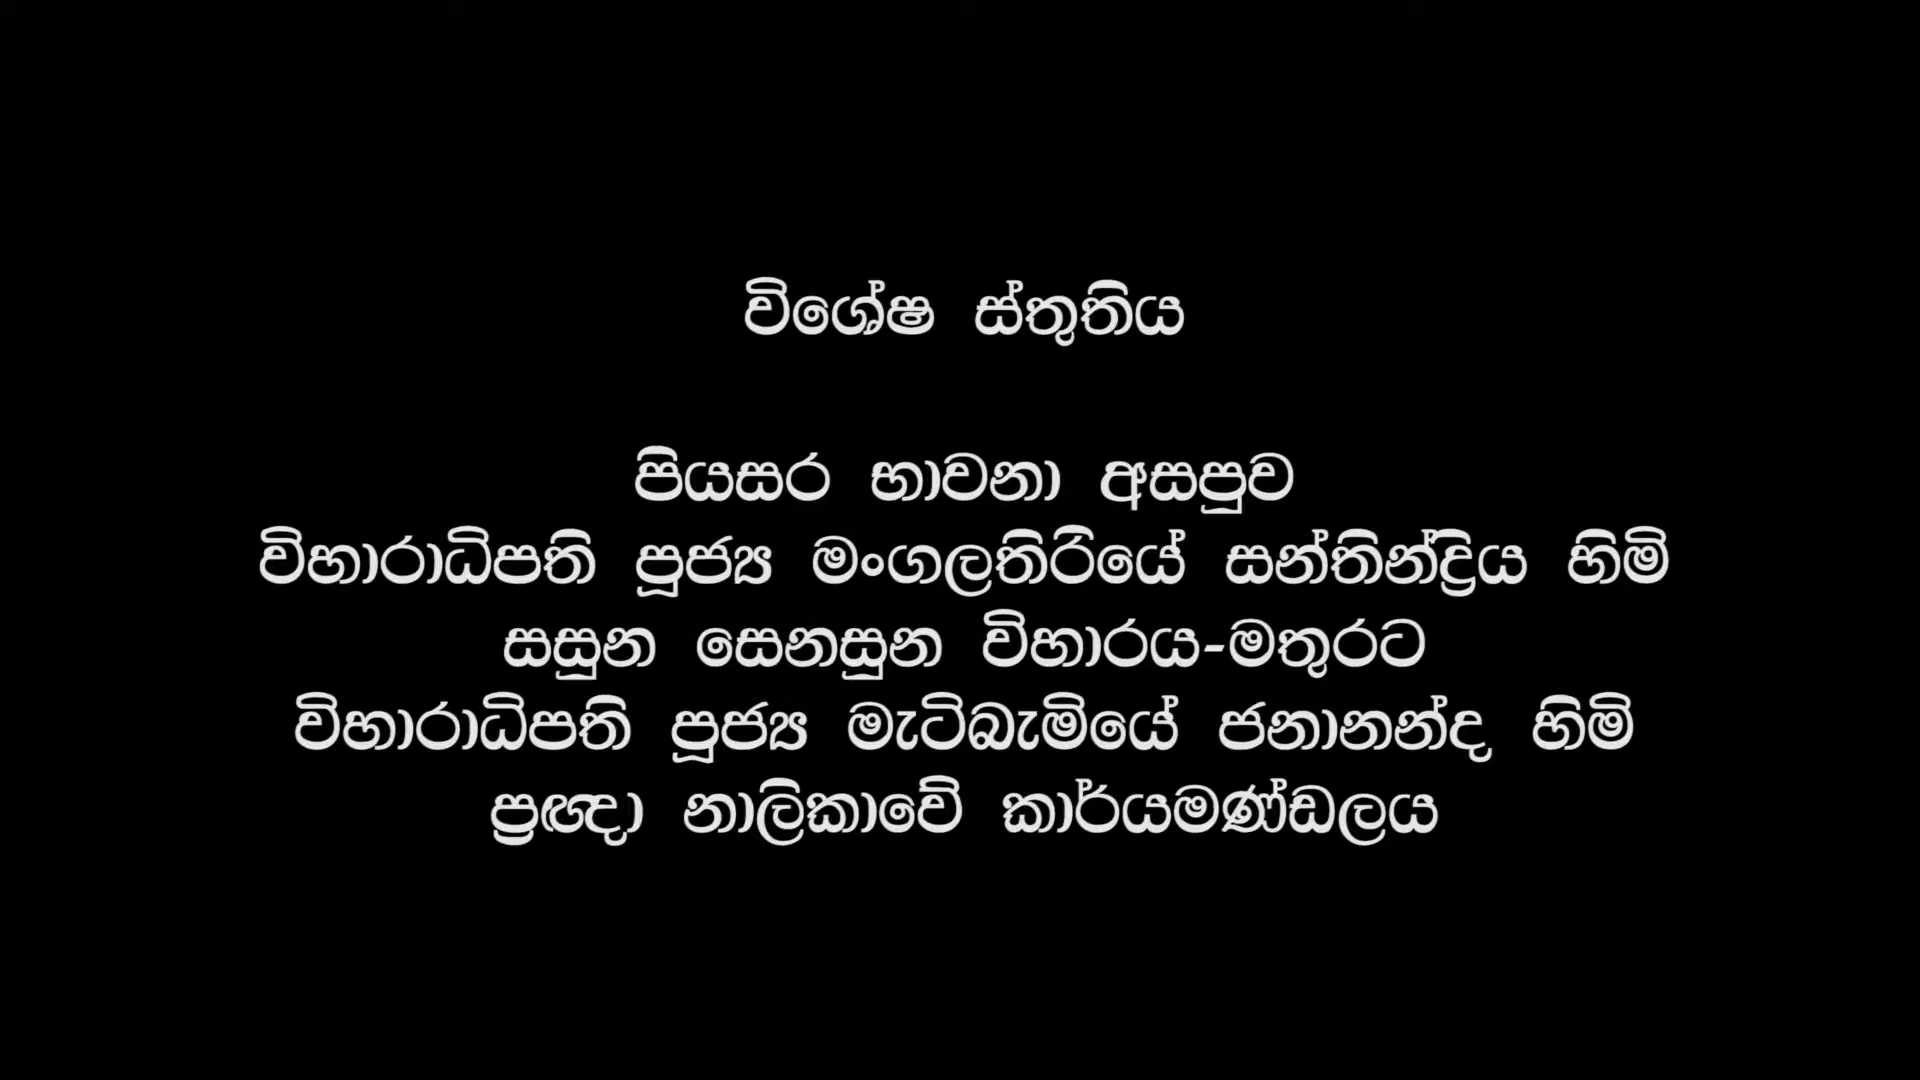 විශේෂ ස්තූතිය
පියසර භාවනා අසපුව
විහාරාධිපති පූජ්‍ය මංගලතිරියේ සන්තින්ද්‍රිය හිමි
සසුන සෙනසුන විහාරය-මතුරට
විහාරාධිපති පූජ්‍ය මැටිබැමියේ ජනානන්ද හිමි
ප්‍රඥා නාලිකාවේ කාර්යමණ්ඩලය